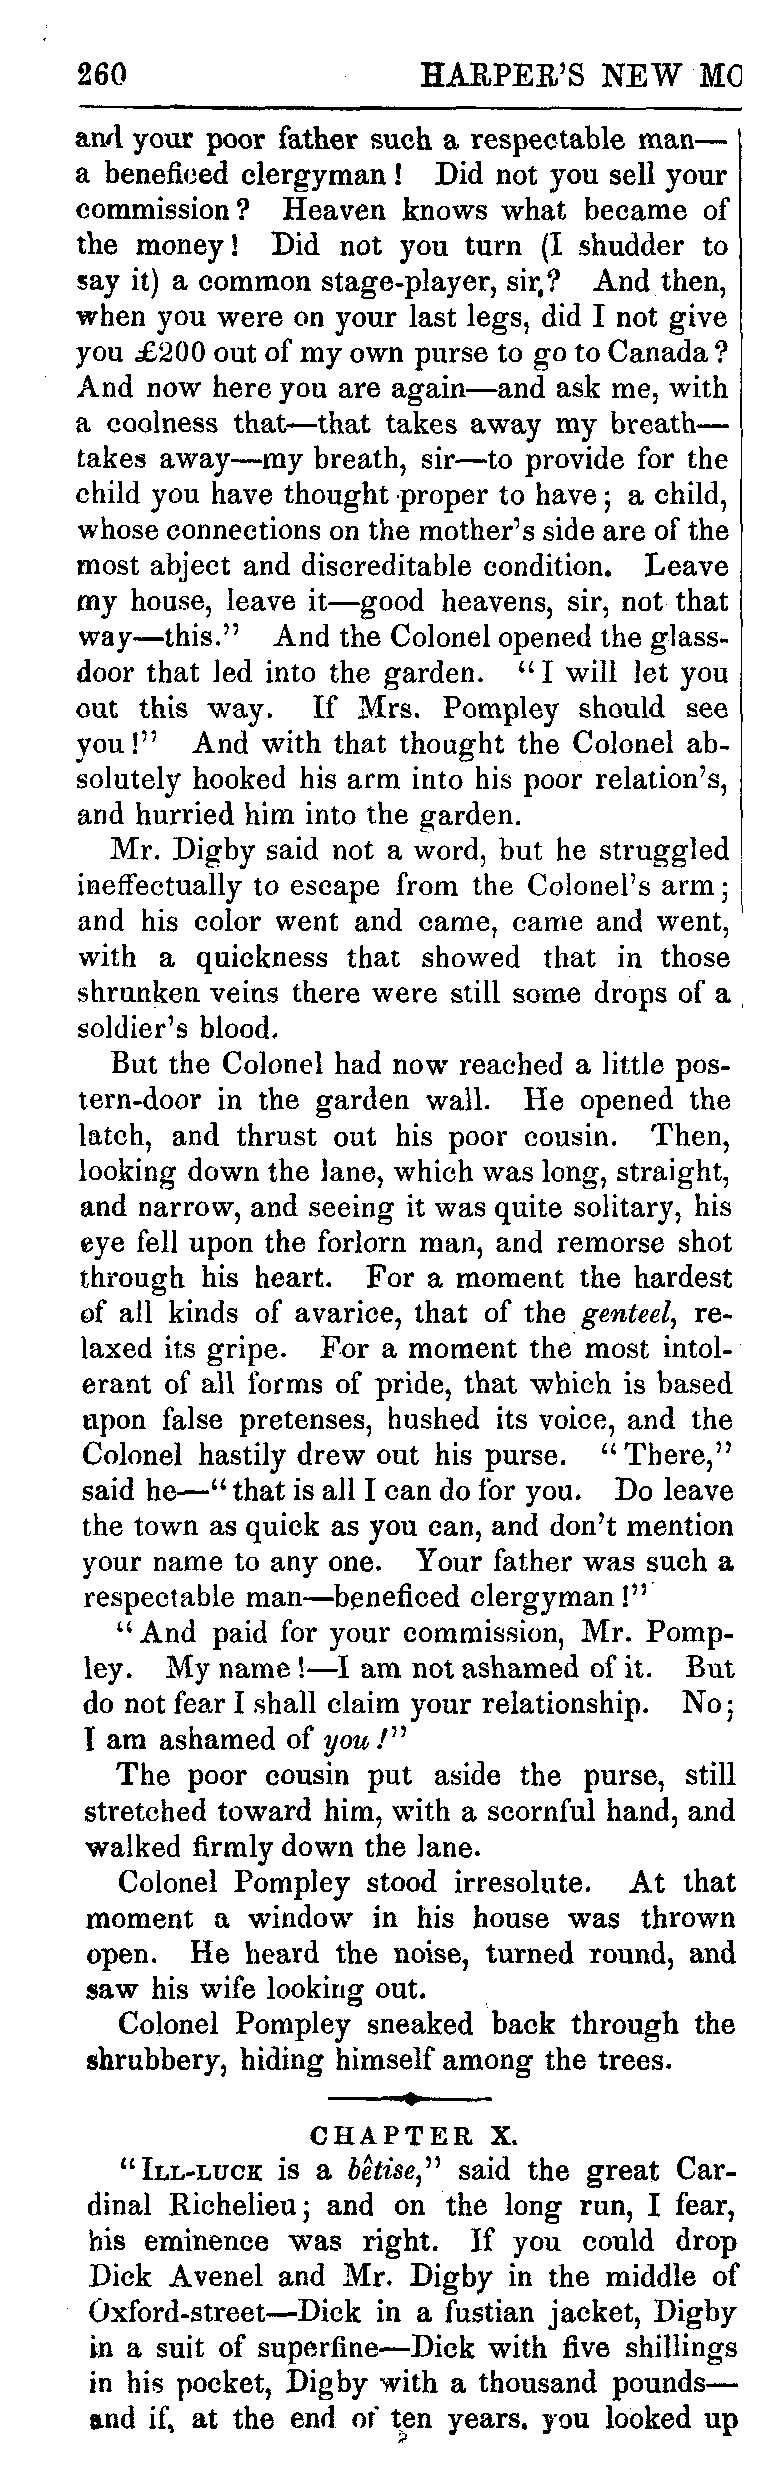 260 HARPER'S NEW MO
and your poor father such a respectable man—
a beneficed clergyman! Did not you sell your
commission? Heaven knows what became of
the money! Did not you turn (I shudder to
say it) a common stage-player, sir,? And then,
when you were on your last legs, did I not give
you £200 out of my own purse to go to Canada?
And now here you are again—and ask me, with
a coolness that—that takes away my breath—
takes away—my breath, sir—to provide for the
child you have thought proper to have; a child,
whose connections on the mother's side are of the
most abject and discreditable condition. Leave
my house, leave it—good heavens, sir, not that
way—this." And the Colonel opened the glass-
door that led into the garden. "I will let you
out this way. If Mrs. Pompley should see
you!" And with that thought the Colonel ab-
solutely hooked his arm into his poor relation's,
and hurried him into the garden.
Mr. Digby said not a word, but he struggled
ineffectually to escape from the Colonel's arm;
and his color went and came, came and went,
with a quickness that showed that in those
shrunken veins there were still some drops of a
soldier's blood.
But the Colonel had now reached a little pos-
tern-door in the garden wall. He opened the
latch, and thrust out his poor cousin. Then,
looking down the lane, which was long, straight,
and narrow, and seeing it was quite solitary, his
eye fell upon the forlorn man, and remorse shot
through his heart. For a moment the hardest
of all kinds of avarice, that of the genteel, re-
laxed its gripe. For a moment the most intol-
erant of all forms of pride, that which is based
upon false pretenses, hushed its voice, and the
Colonel hastily drew out his purse. "There,"
said he—"that is all I can do for you. Do leave
the town as quick as you can, and don't mention
your name to any one. Your father was such a
respectable man—beneficed clergyman!"
"And paid for your commission, Mr. Pomp-
ley. My name!—I am not ashamed of it. But
do not fear I shall claim your relationship. No;
I am ashamed of you!"
The poor cousin put aside the purse, still
stretched toward him, with a scornful hand, and
walked firmly down the lane.
Colonel Pompley stood irresolute. At that
moment a window in his house was thrown
open. He heard the noise, turned round, and
saw his wife looking out.
Colonel Pompley sneaked back through the
shrubbery, hiding himself among the trees.
CHAPTER X.
"ILL-LUCK is a bêtise," said the great Car-
dinal Richelieu; and on the long run, I fear,
his eminence was right. If you could drop
Dick Avenel and Mr. Digby in the middle of
Oxford-street—Dick in a fustian jacket, Digby
in a suit of superfine—Dick with five shillings
in his pocket, Digby with a thousand pounds—
and if, at the end of ten years, you looked up